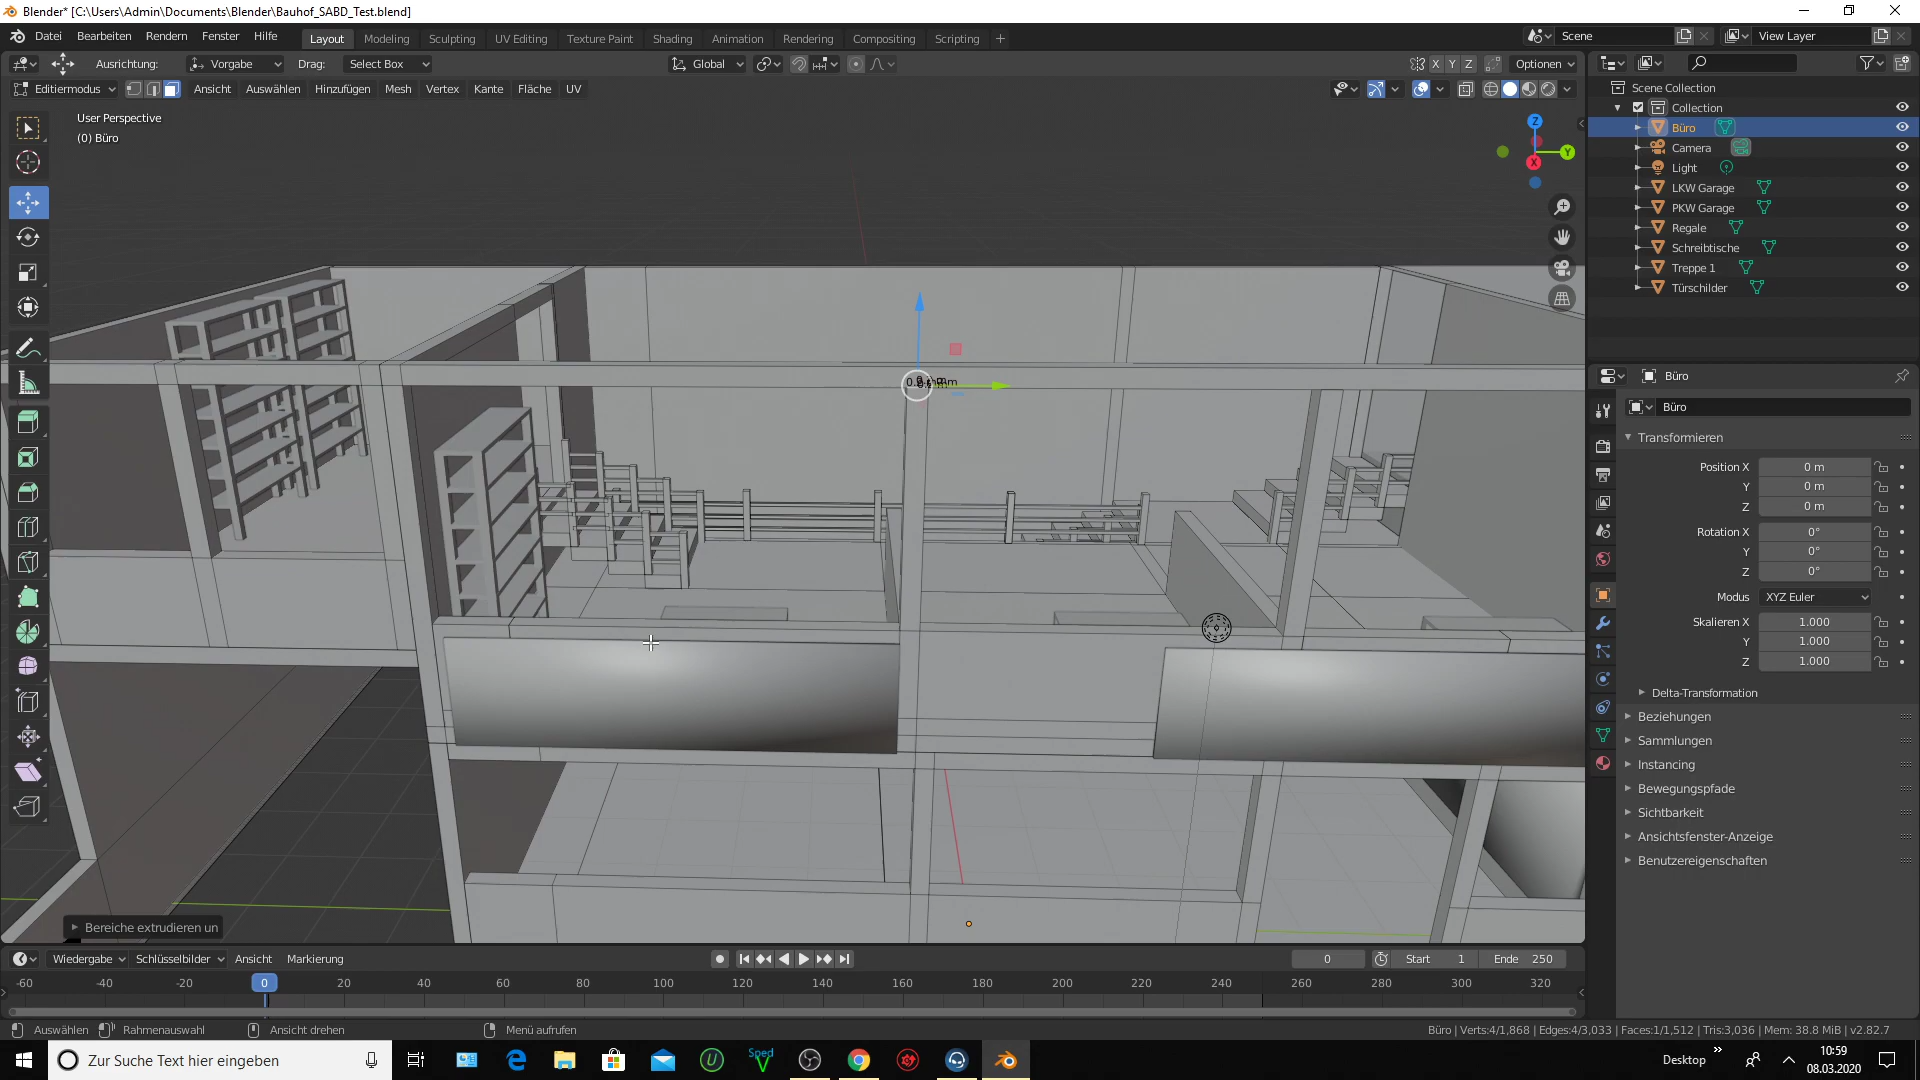 Blender* [C:\Users\Admin\Documents\Blender\Bauhof_SABD_Test.blend]
Datei Bearbeiten Rendern Fenster Hilfe Layout Modeling Sculpting UV Editing Texture Paint Shading Animation Rendering Compositing Scripting + Scene View Layer
Ausrichtung: Vorgabe Drag: Select Box Global X Y Z Optionen
Editiermodus Ansicht Auswählen Hinzufügen Mesh Vertex Kante Fläche UV
User Perspective
(0) Büro
Z
Y
X
Scene Collection
Collection
Büro
Camera
Light
LKW Garage
PKW Garage
Regale
Schreibtische
Treppe 1
Türschilder
Büro
Büro
Transformieren
Position X 0 m
Y 0 m
Z 0 m
Rotation X 0°
Y 0°
Z 0°
Modus XYZ Euler
Skalieren X 1.000
Y 1.000
Z 1.000
Delta-Transformation
Beziehungen
Sammlungen
Instancing
Bewegungspfade
Sichtbarkeit
Ansichtsfenster-Anzeige
Benutzereigenschaften
Bereiche extrudieren un
Wiedergabe Schlüsselbilder Ansicht Markierung 0 Start 1 Ende 250
-60 -40 -20 0 20 40 60 80 100 120 140 160 180 200 220 240 260 280 300 320
Auswählen Rahmenauswahl Ansicht drehen Menü aufrufen Büro | Verts:4/1,868 | Edges:4/3,033 | Faces:1/1,512 | Tris:3,036 | Mem: 38.8 MiB | v2.82.7
Zur Suche Text hier eingeben Sped V Desktop » 10:59
08.03.2020